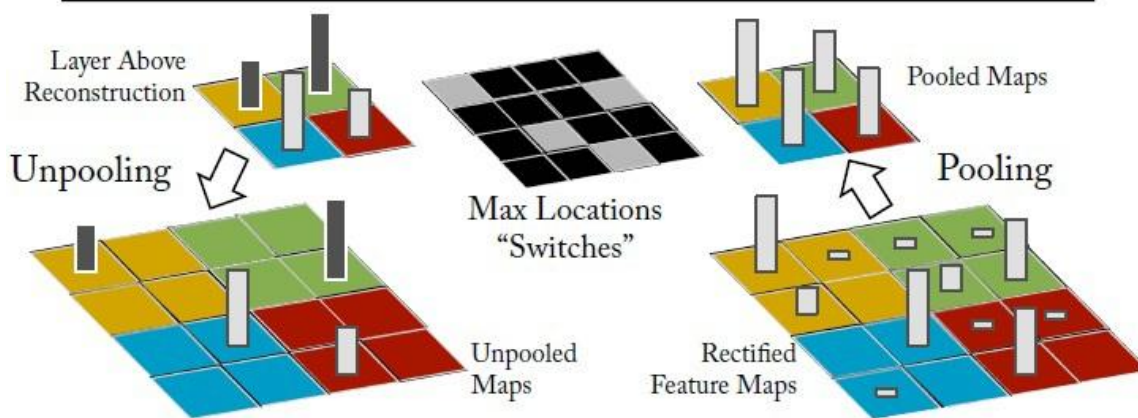 Layer Above
Reconstruction
Pooled Maps
Unpooling
Max Locations
“Switches”
Pooling
Unpooled
Maps
Rectified
Feature Maps